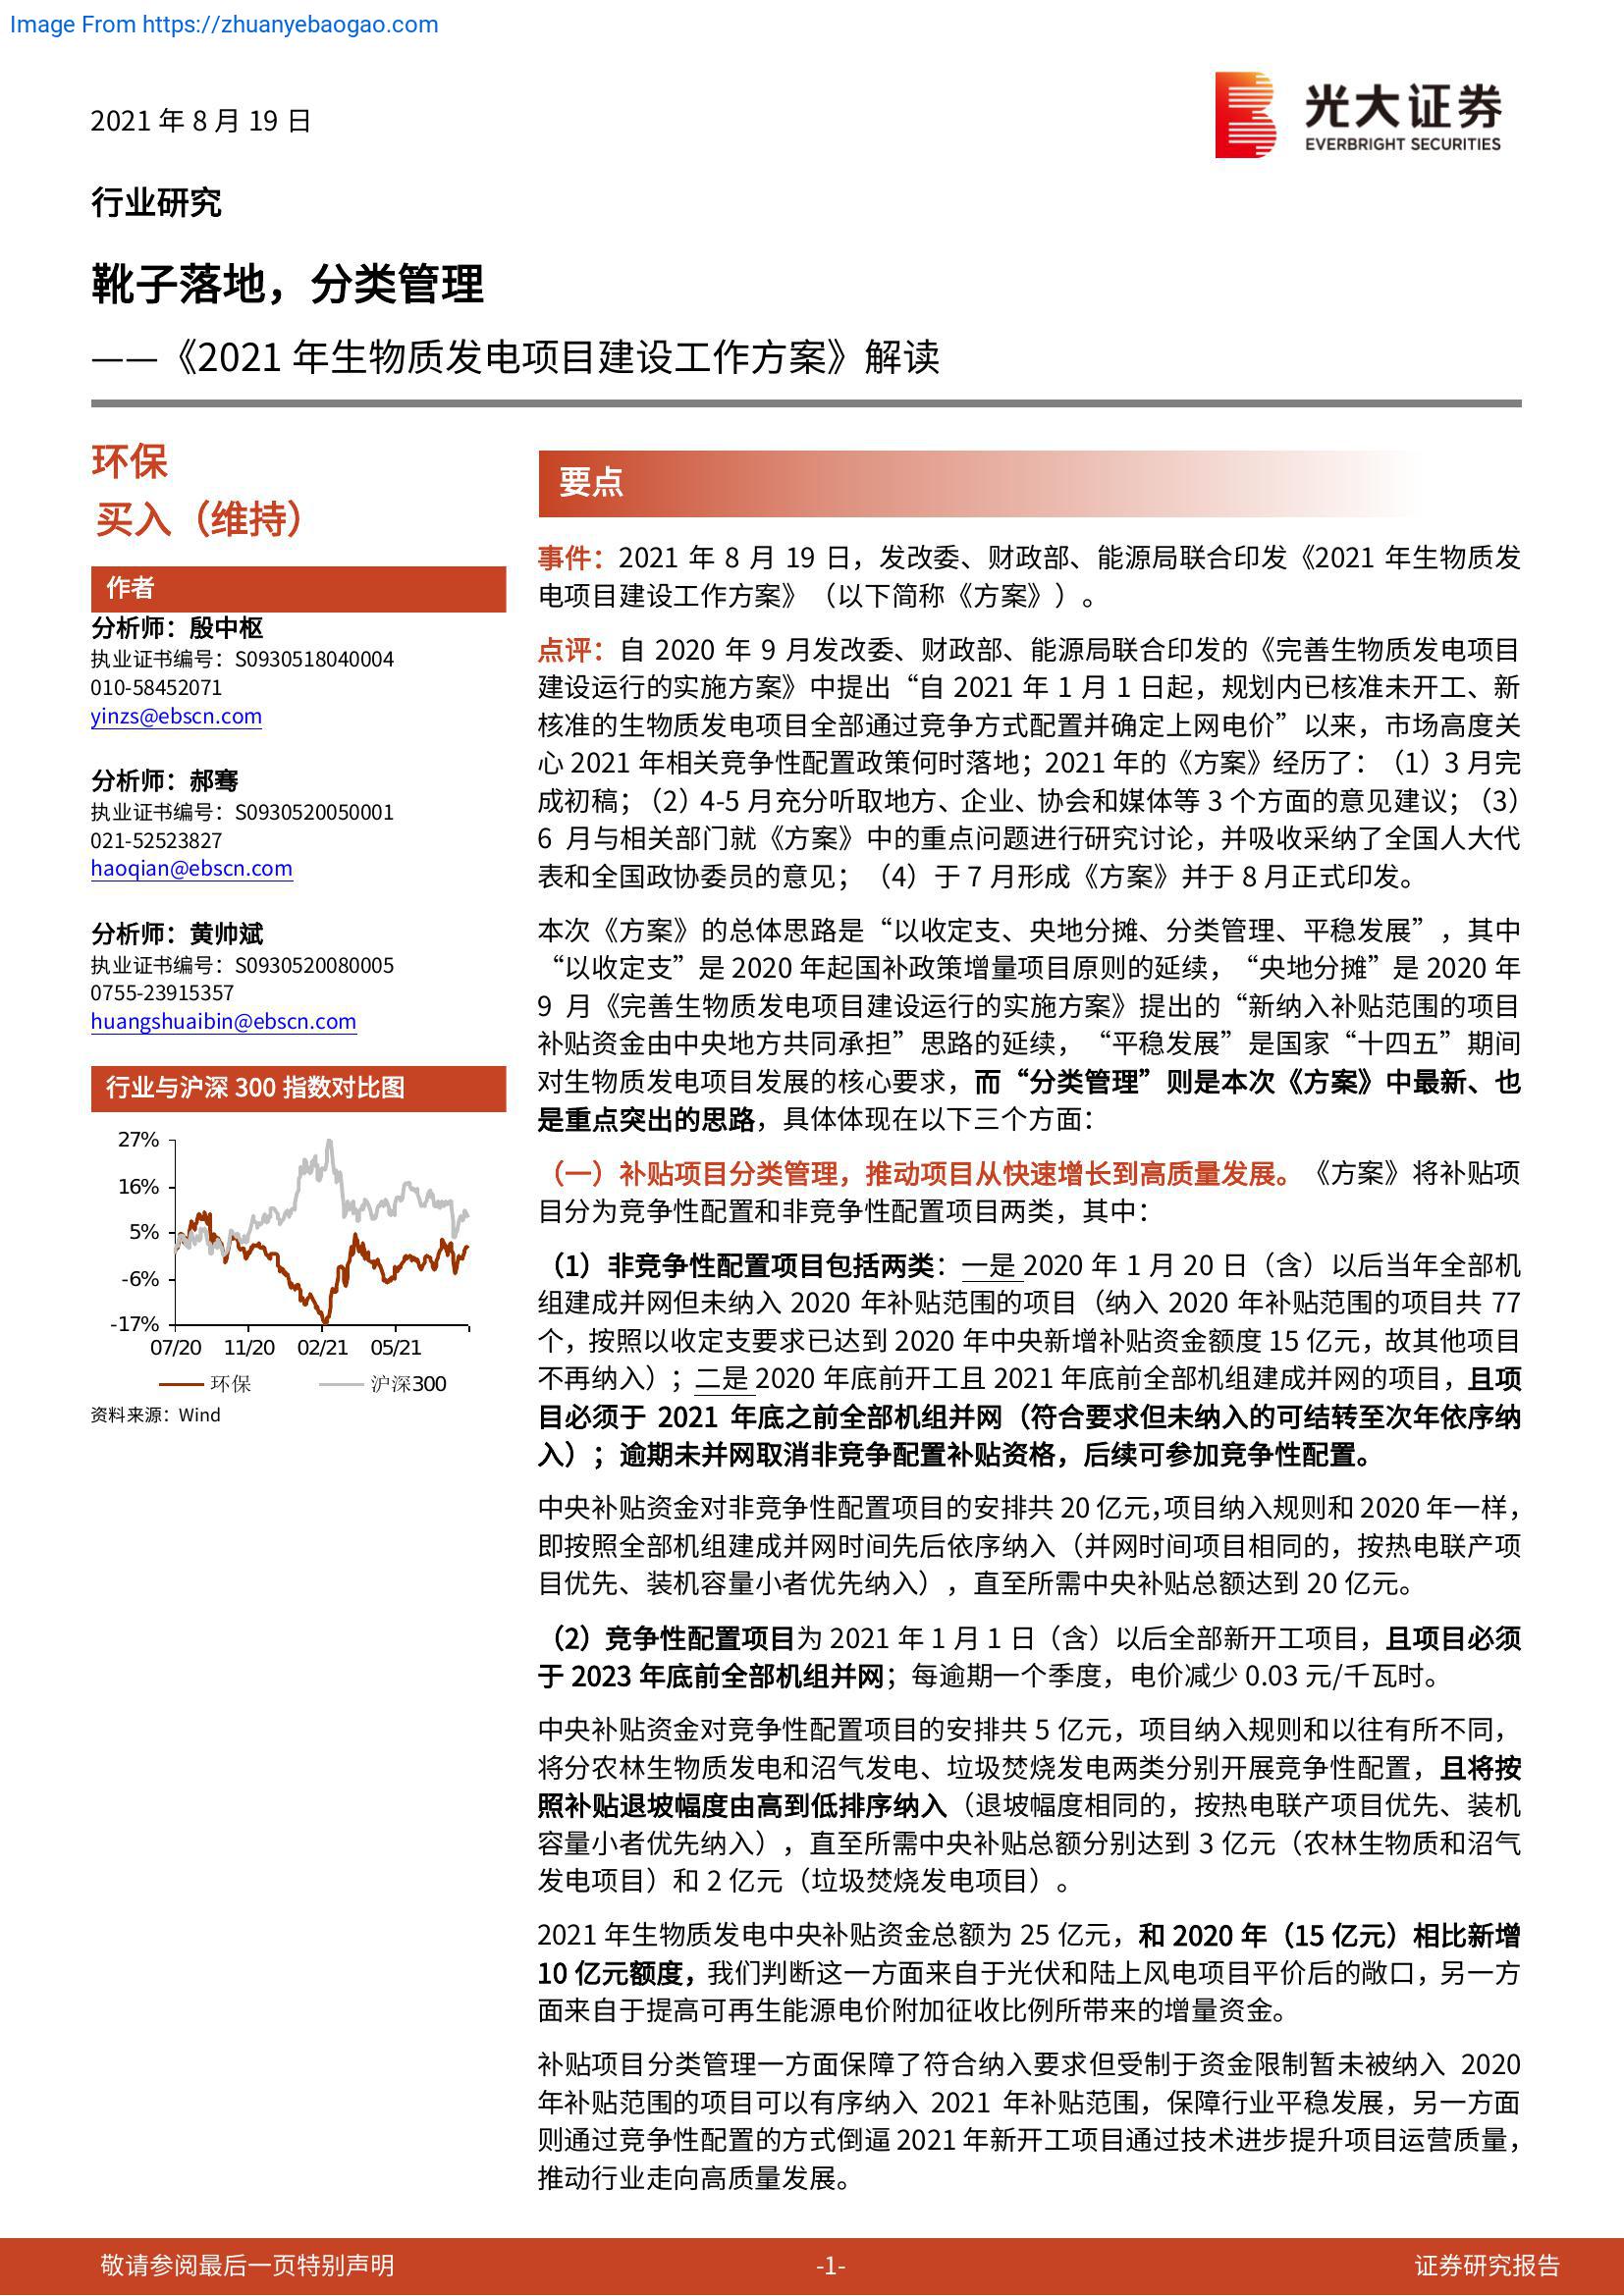 Image From https://zhuanyebaogao.com
2021 年 8 月 19 日
光大证券
EVERBRIGHT SECURITIES
行业研究
靴子落地，分类管理
——《2021 年生物质发电项目建设工作方案》解读
环保
买入（维持）
作者
分析师：殷中枢
执业证书编号：S0930518040004
010-58452071
yinzs@ebscn.com
分析师：郝骞
执业证书编号：S0930520050001
021-52523827
haoqian@ebscn.com
分析师：黄帅斌
执业证书编号：S0930520080005
0755-23915357
huangshuaibin@ebscn.com
行业与沪深 300 指数对比图
27%
16%
5%
-6%
-17%
07/20 11/20 02/21 05/21
环保 沪深300
资料来源：Wind
要点
事件：2021 年 8 月 19 日，发改委、财政部、能源局联合印发《2021 年生物质发
电项目建设工作方案》（以下简称《方案》）。
点评：自 2020 年 9 月发改委、财政部、能源局联合印发的《完善生物质发电项目
建设运行的实施方案》中提出“自 2021 年 1 月 1 日起，规划内已核准未开工、新
核准的生物质发电项目全部通过竞争方式配置并确定上网电价”以来，市场高度关
心 2021 年相关竞争性配置政策何时落地；2021 年的《方案》经历了：（1）3 月完
成初稿；（2）4-5 月充分听取地方、企业、协会和媒体等 3 个方面的意见建议；（3）
6 月与相关部门就《方案》中的重点问题进行研究讨论，并吸收采纳了全国人大代
表和全国政协委员的意见；（4）于 7 月形成《方案》并于 8 月正式印发。
本次《方案》的总体思路是“以收定支、央地分摊、分类管理、平稳发展”，其中
“以收定支”是 2020 年起国补政策增量项目原则的延续，“央地分摊”是 2020 年
9 月《完善生物质发电项目建设运行的实施方案》提出的“新纳入补贴范围的项目
补贴资金由中央地方共同承担”思路的延续，“平稳发展”是国家“十四五”期间
对生物质发电项目发展的核心要求，而“分类管理”则是本次《方案》中最新、也
是重点突出的思路，具体体现在以下三个方面：
（一）补贴项目分类管理，推动项目从快速增长到高质量发展。《方案》将补贴项
目分为竞争性配置和非竞争性配置项目两类，其中：
（1）非竞争性配置项目包括两类：一是 2020 年 1 月 20 日（含）以后当年全部机
组建成并网但未纳入 2020 年补贴范围的项目（纳入 2020 年补贴范围的项目共 77
个，按照以收定支要求已达到 2020 年中央新增补贴资金额度 15 亿元，故其他项目
不再纳入）；二是 2020 年底前开工且 2021 年底前全部机组建成并网的项目，且项
目必须于 2021 年底之前全部机组并网（符合要求但未纳入的可结转至次年依序纳
入）；逾期未并网取消非竞争配置补贴资格，后续可参加竞争性配置。
中央补贴资金对非竞争性配置项目的安排共 20 亿元，项目纳入规则和 2020 年一样，
即按照全部机组建成并网时间先后依序纳入（并网时间项目相同的，按热电联产项
目优先、装机容量小者优先纳入），直至所需中央补贴总额达到 20 亿元。
（2）竞争性配置项目为 2021 年 1 月 1 日（含）以后全部新开工项目，且项目必须
于 2023 年底前全部机组并网；每逾期一个季度，电价减少 0.03 元/千瓦时。
中央补贴资金对竞争性配置项目的安排共 5 亿元，项目纳入规则和以往有所不同，
将分农林生物质发电和沼气发电、垃圾焚烧发电两类分别开展竞争性配置，且将按
照补贴退坡幅度由高到低排序纳入（退坡幅度相同的，按热电联产项目优先、装机
容量小者优先纳入），直至所需中央补贴总额分别达到 3 亿元（农林生物质和沼气
发电项目）和 2 亿元（垃圾焚烧发电项目）。
2021 年生物质发电中央补贴资金总额为 25 亿元，和 2020 年（15 亿元）相比新增
10 亿元额度，我们判断这一方面来自于光伏和陆上风电项目平价后的敞口，另一方
面来自于提高可再生能源电价附加征收比例所带来的增量资金。
补贴项目分类管理一方面保障了符合纳入要求但受制于资金限制暂未被纳入 2020
年补贴范围的项目可以有序纳入 2021 年补贴范围，保障行业平稳发展，另一方面
则通过竞争性配置的方式倒逼 2021 年新开工项目通过技术进步提升项目运营质量，
推动行业走向高质量发展。
敬请参阅最后一页特别声明 -1- 证券研究报告